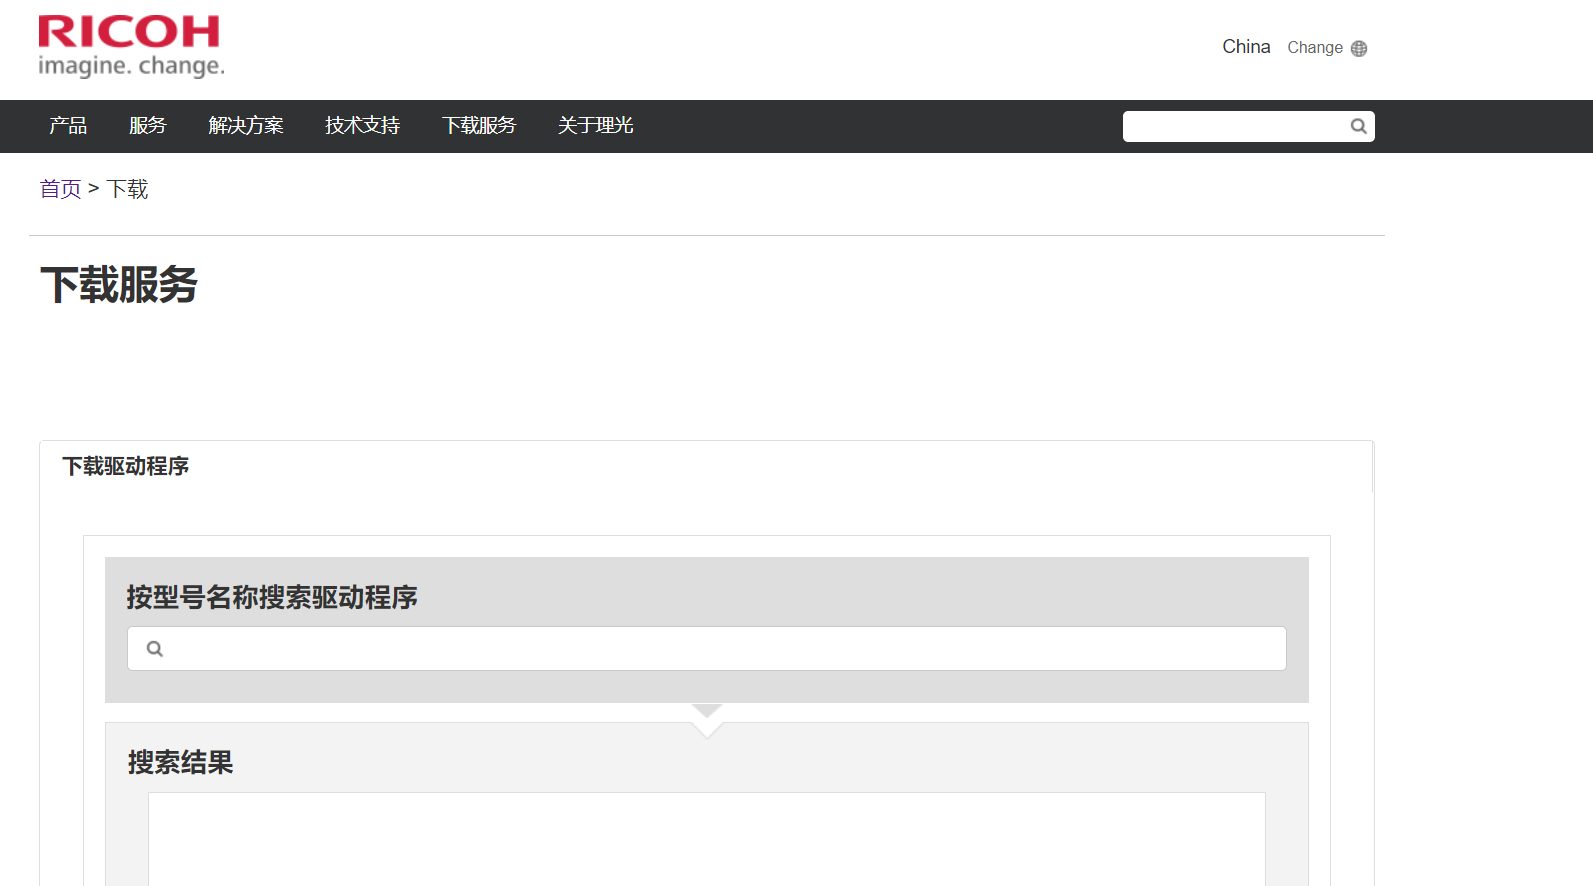 RICOH
imagine. change.
China Change
产品 服务 解决方案 技术支持 下载服务 关于理光
首页 > 下载
下载服务
下载驱动程序
按型号名称搜索驱动程序
搜索结果